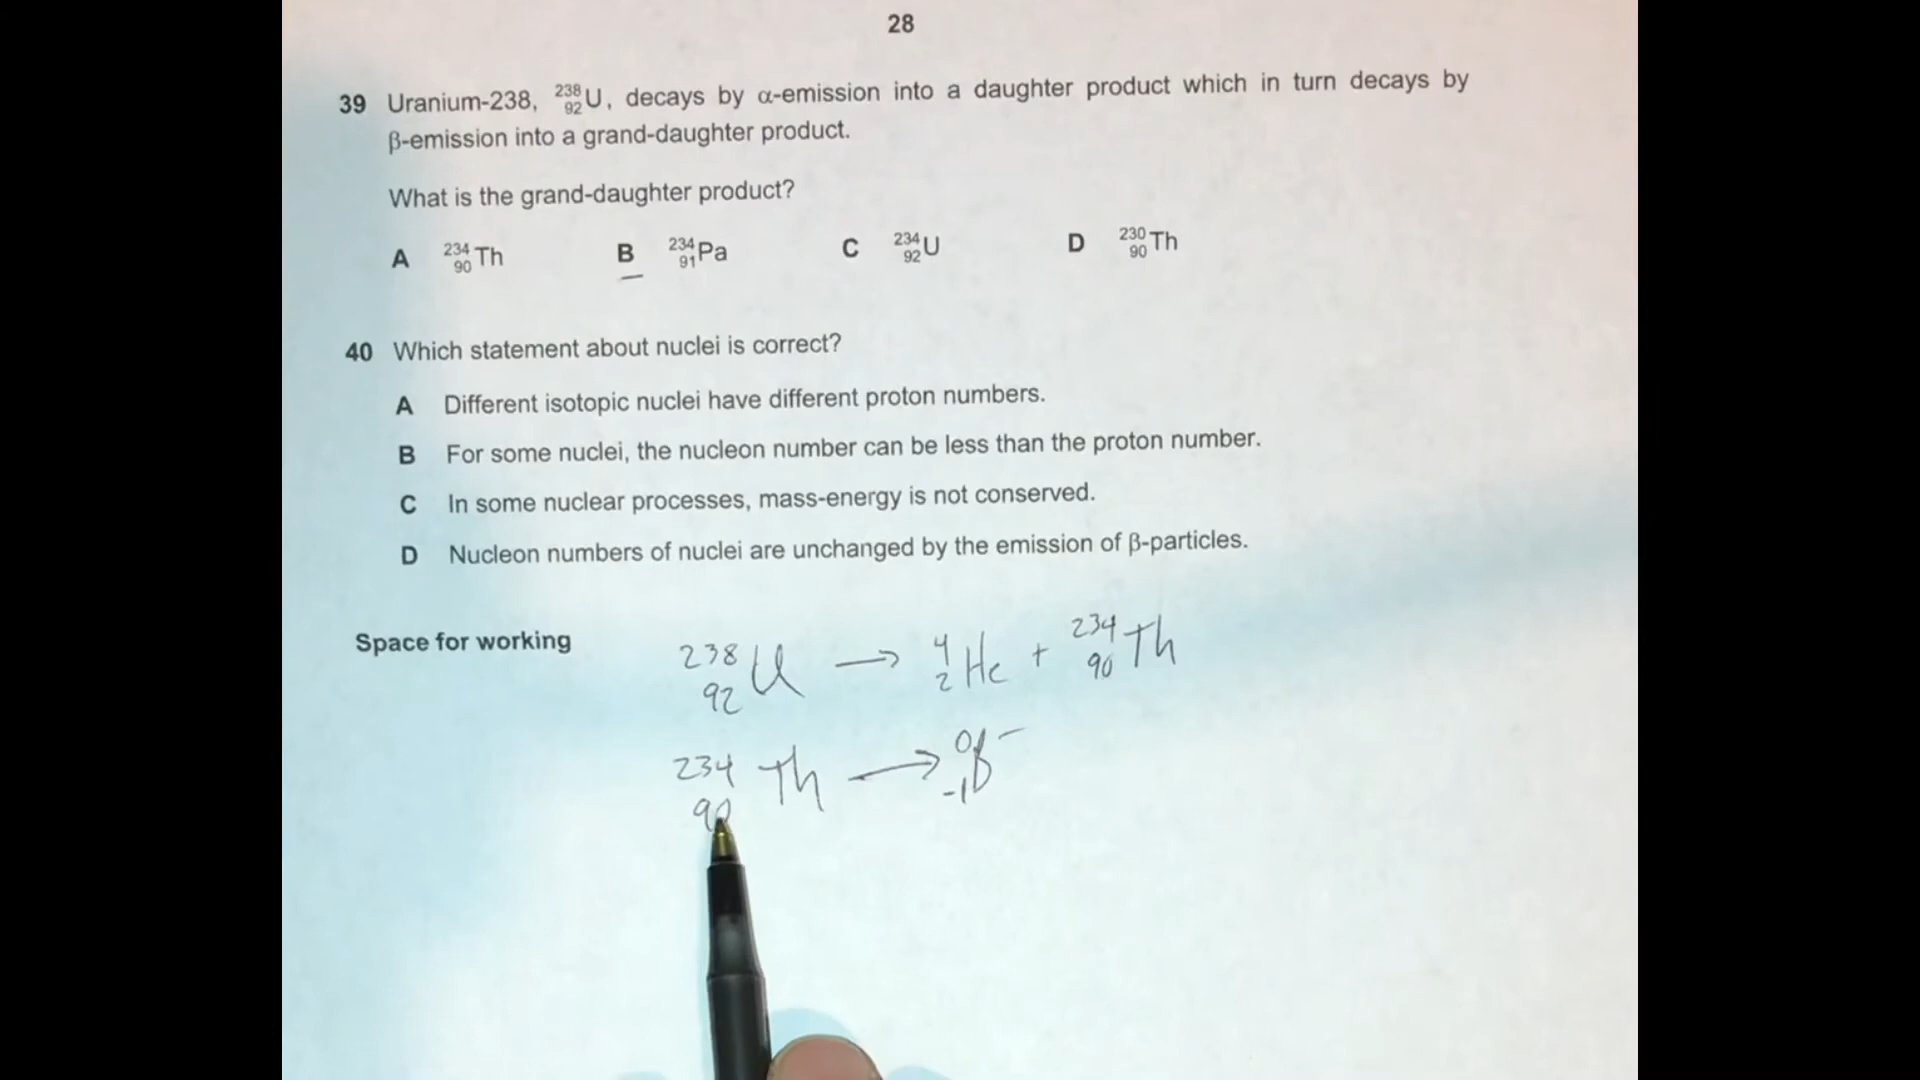 28
39 Uranium-238, ²³⁸₉₂U, decays by α-emission into a daughter product which in turn decays by
β-emission into a grand-daughter product.
What is the grand-daughter product?
A ²³⁴₉₀Th B ²³⁴₉₁Pa C ²³⁴₉₂U D ²³⁰₉₀Th
40 Which statement about nuclei is correct?
A Different isotopic nuclei have different proton numbers.
B For some nuclei, the nucleon number can be less than the proton number.
C In some nuclear processes, mass-energy is not conserved.
D Nucleon numbers of nuclei are unchanged by the emission of β-particles.
Space for working
²³⁸₉₂U → ⁴₂He + ²³⁴₉₀Th
²³⁴₉₀Th → ⁰₋₁β⁻